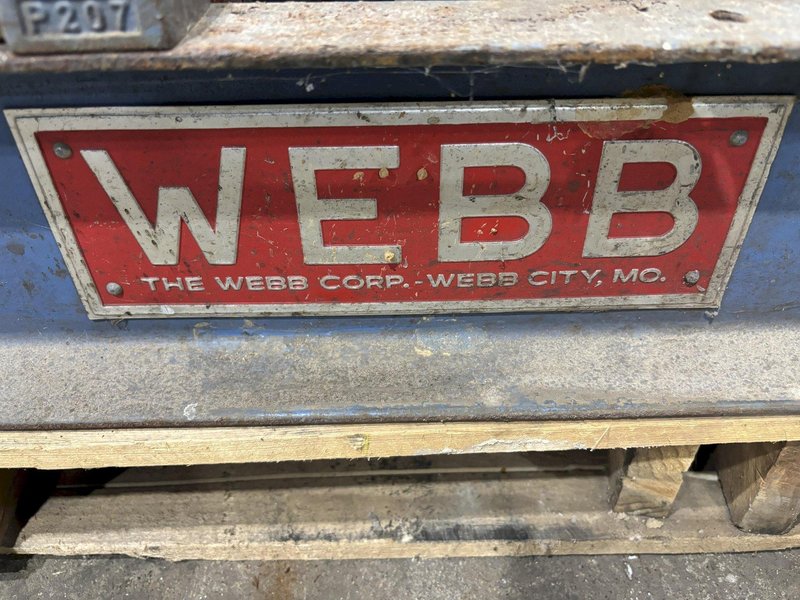 P207
WEBB
THE WEBB CORP. - WEBB CITY, MO.